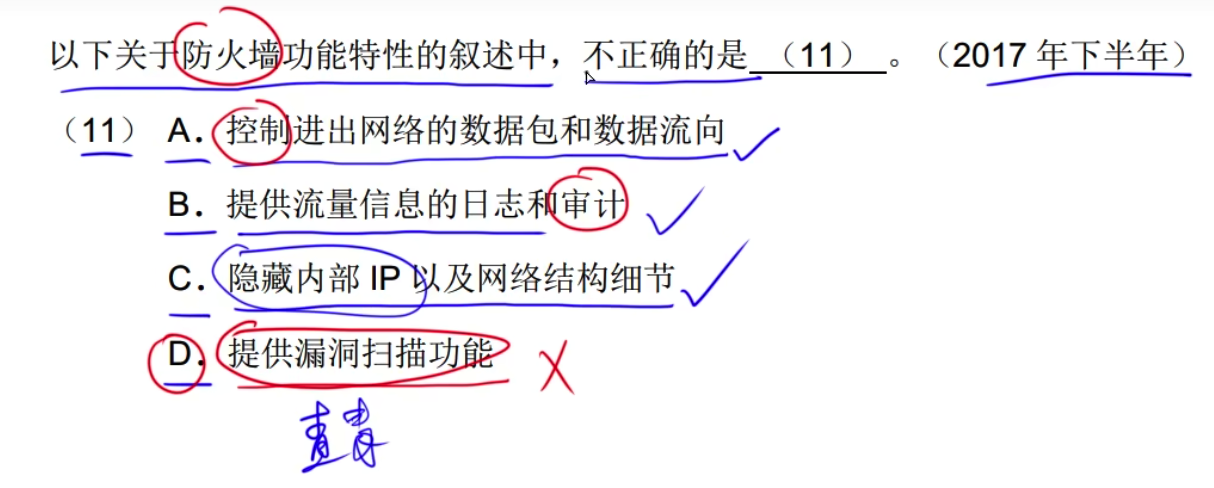 以下关于防火墙功能特性的叙述中，不正确的是 （11） 。（2017 年下半年）
（11） A．控制进出网络的数据包和数据流向
B．提供流量信息的日志和审计
C．隐藏内部 IP 以及网络结构细节
D．提供漏洞扫描功能